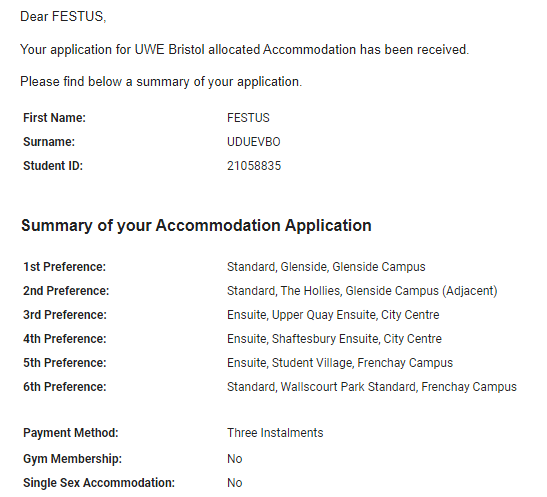 Dear FESTUS,
Your application for UWE Bristol allocated Accommodation has been received.
Please find below a summary of your application.
First Name: FESTUS
Surname: UDUEVBO
Student ID: 21058835
Summary of your Accommodation Application
1st Preference: Standard, Glenside, Glenside Campus
2nd Preference: Standard, The Hollies, Glenside Campus (Adjacent)
3rd Preference: Ensuite, Upper Quay Ensuite, City Centre
4th Preference: Ensuite, Shaftesbury Ensuite, City Centre
5th Preference: Ensuite, Student Village, Frenchay Campus
6th Preference: Standard, Wallscourt Park Standard, Frenchay Campus
Payment Method: Three Instalments
Gym Membership: No
Single Sex Accommodation: No